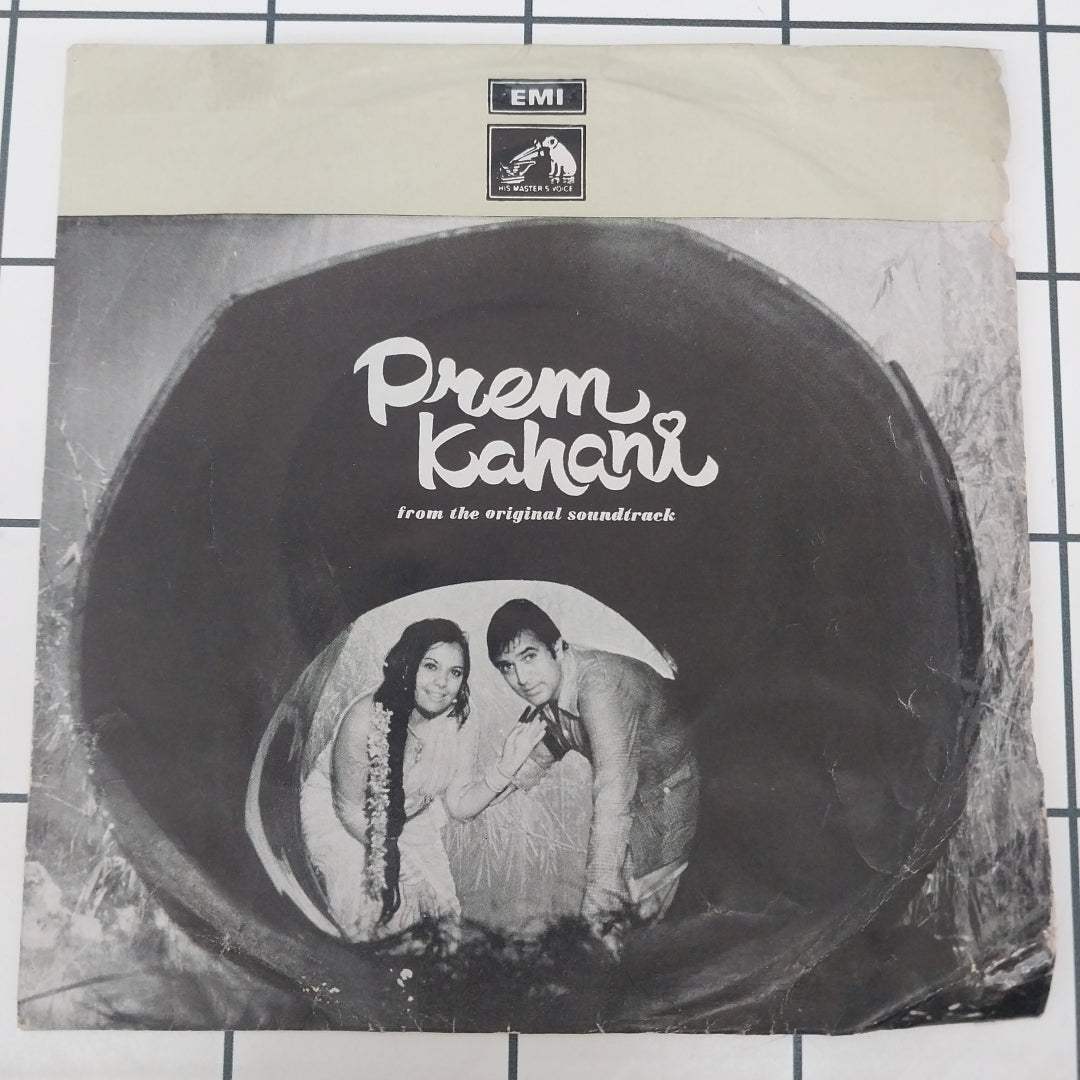 EMI
HIS MASTER'S VOICE
Prem
Kahani
from the original soundtrack